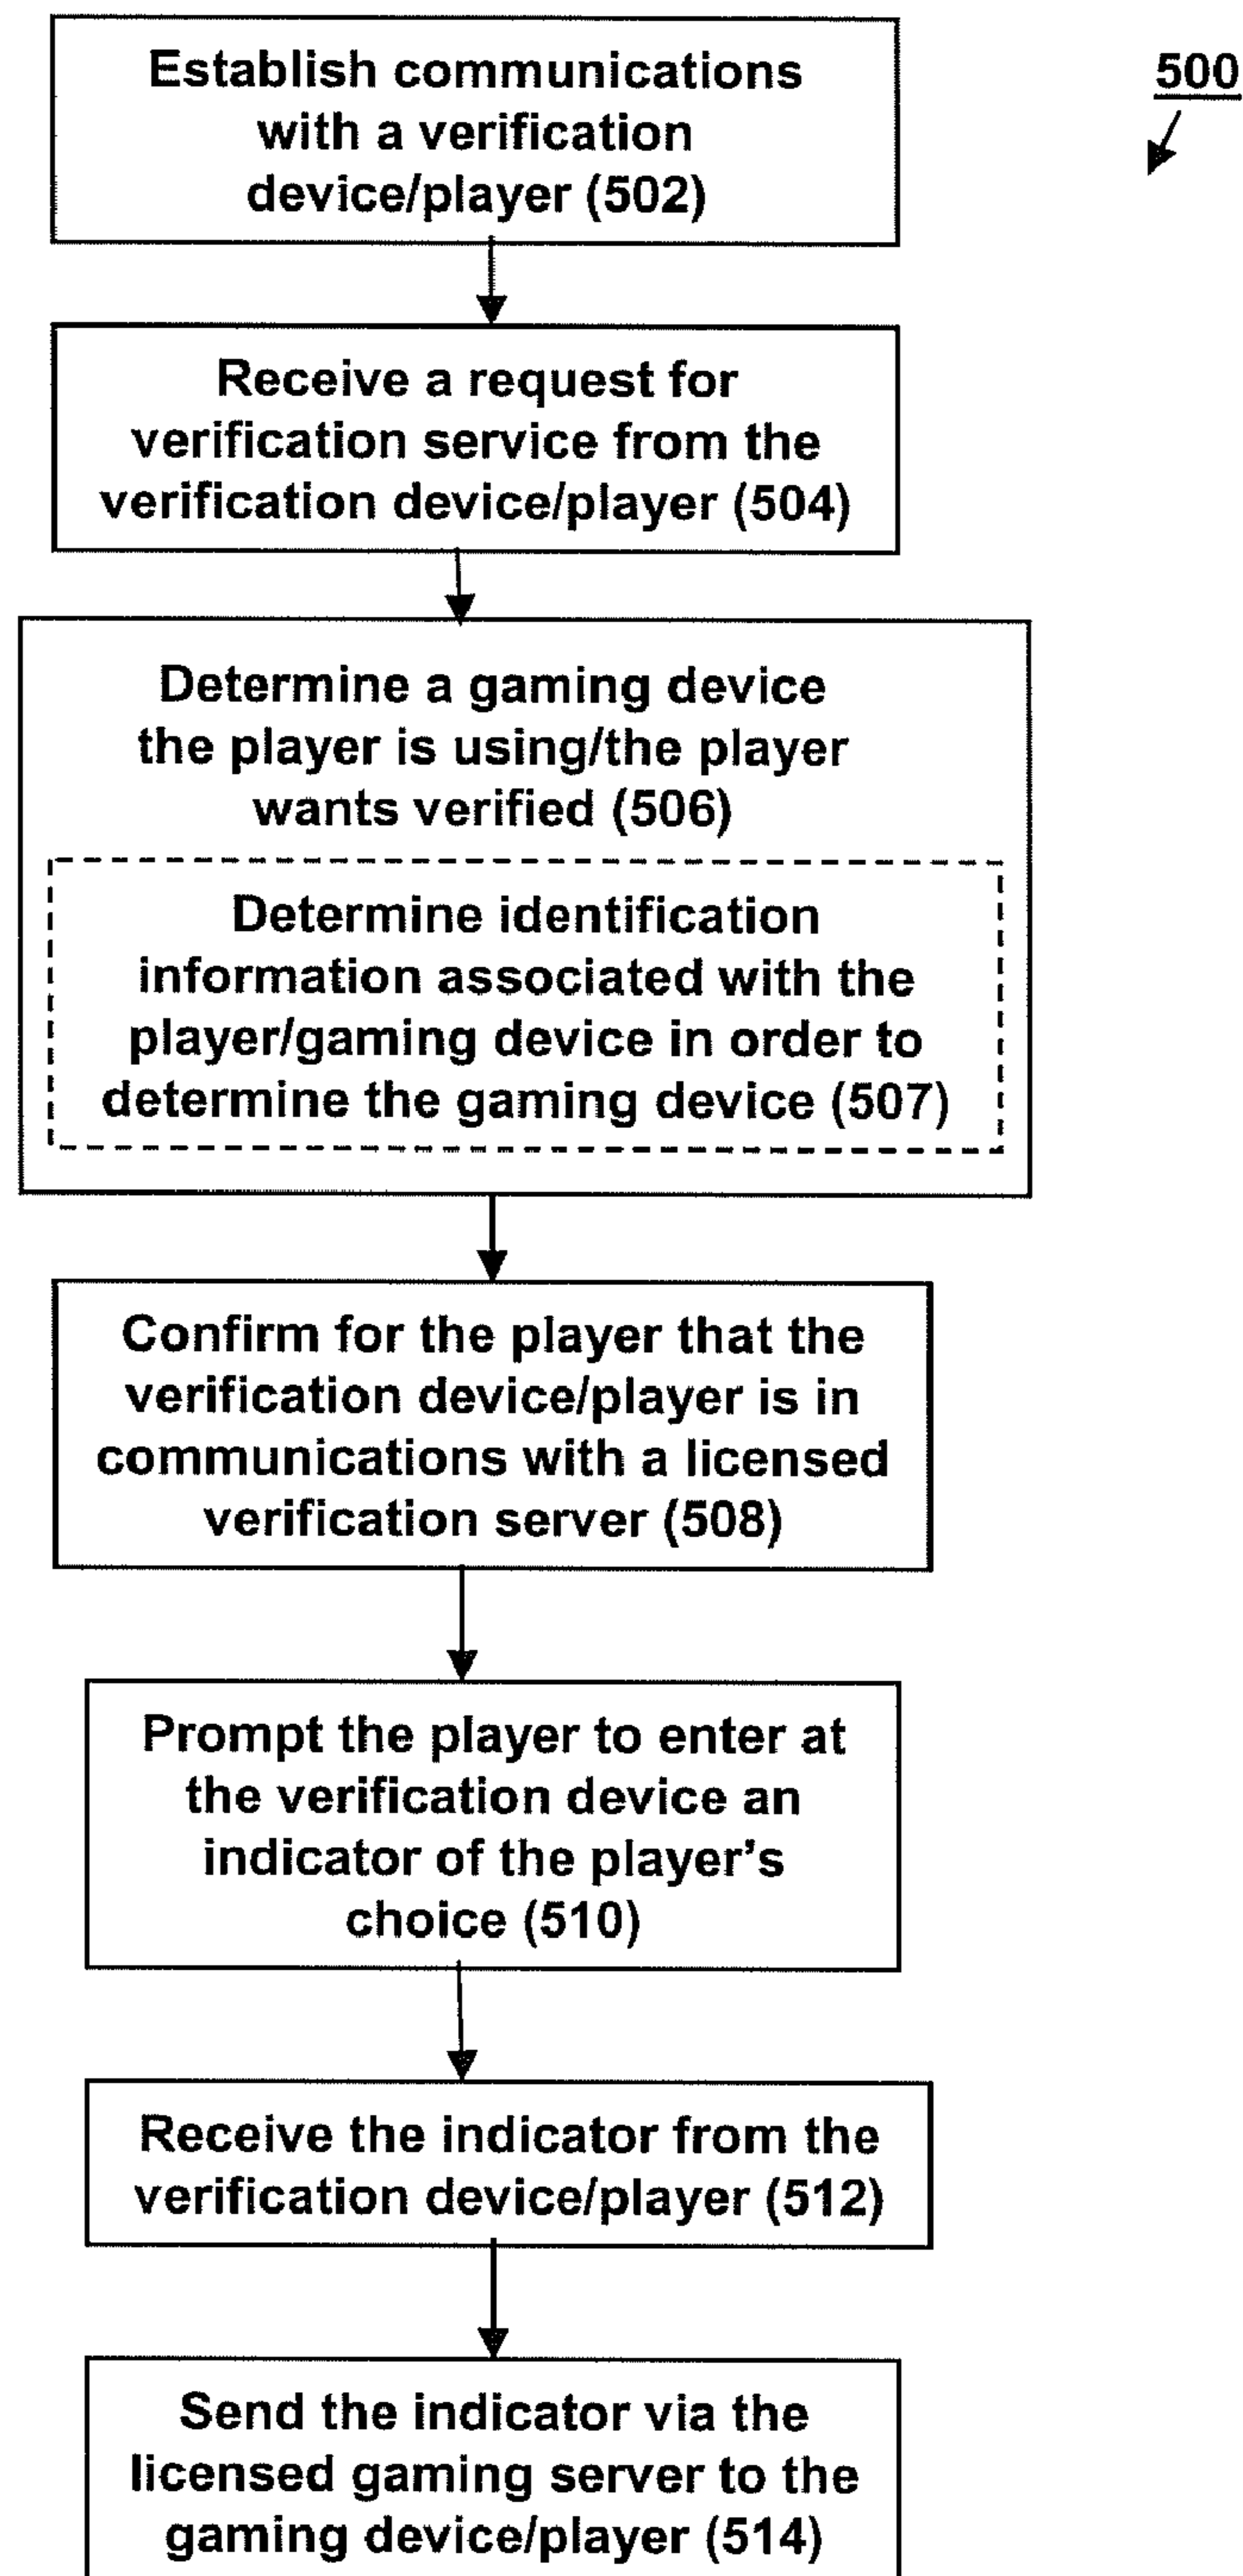 500
Establish communications
with a verification
device/player (502)
Receive a request for
verification service from the
verification device/player (504)
Determine a gaming device
the player is using/the player
wants verified (506)
Determine identification
information associated with the
player/gaming device in order to
determine the gaming device (507)
Confirm for the player that the
verification device/player is in
communications with a licensed
verification server (508)
Prompt the player to enter at
the verification device an
indicator of the player's
choice (510)
Receive the indicator from the
verification device/player (512)
Send the indicator via the
licensed gaming server to the
gaming device/player (514)